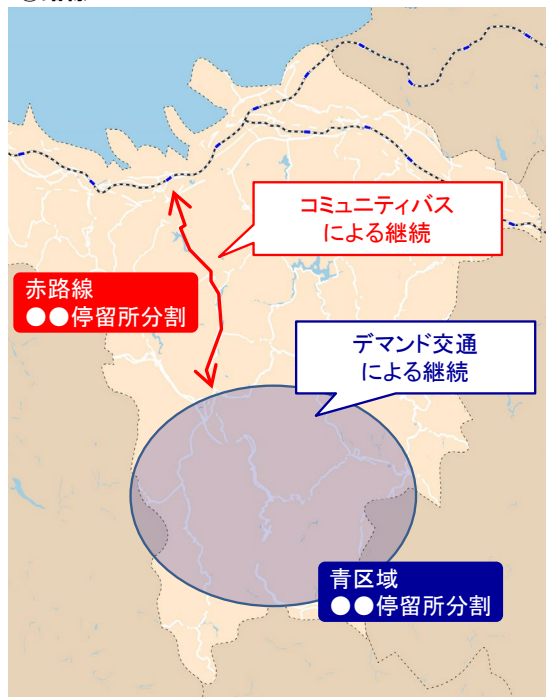 コミュニティバス
による継続
赤路線
●●停留所分割
デマンド交通
による継続
青区域
●●停留所分割